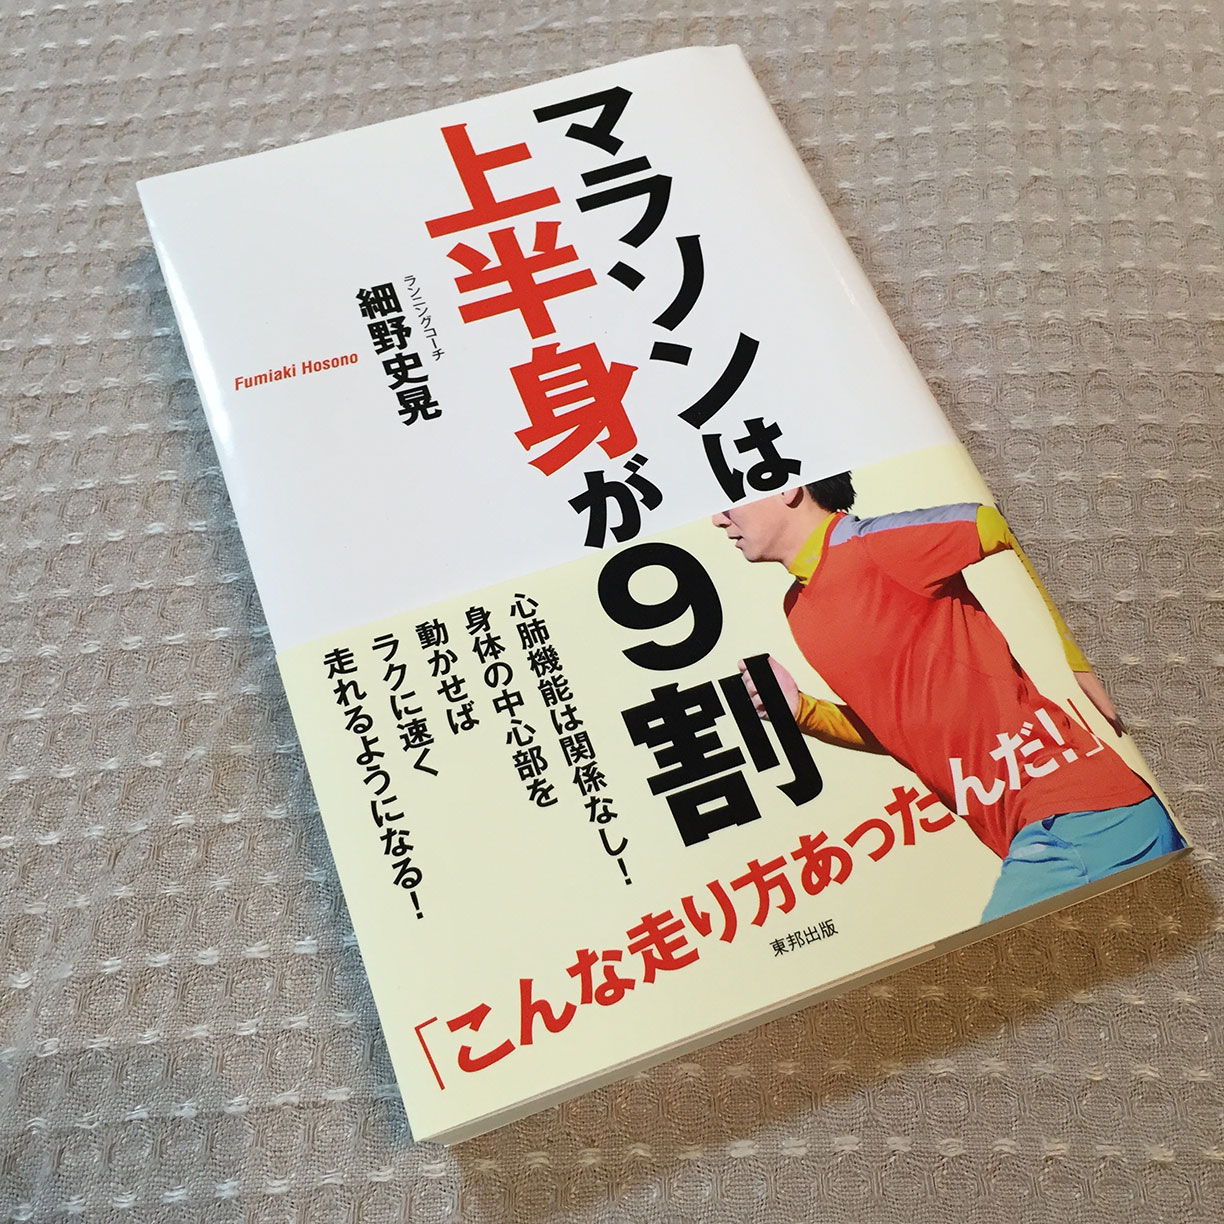 マラソンは
上半身が9割
ランニングコーチ
細野史晃
Fumiaki Hosono
心肺機能は関係なし！
身体の中心部を
動かせば
ラクに速く
走れるようになる！
「こんな走り方あったんだ！」
東邦出版